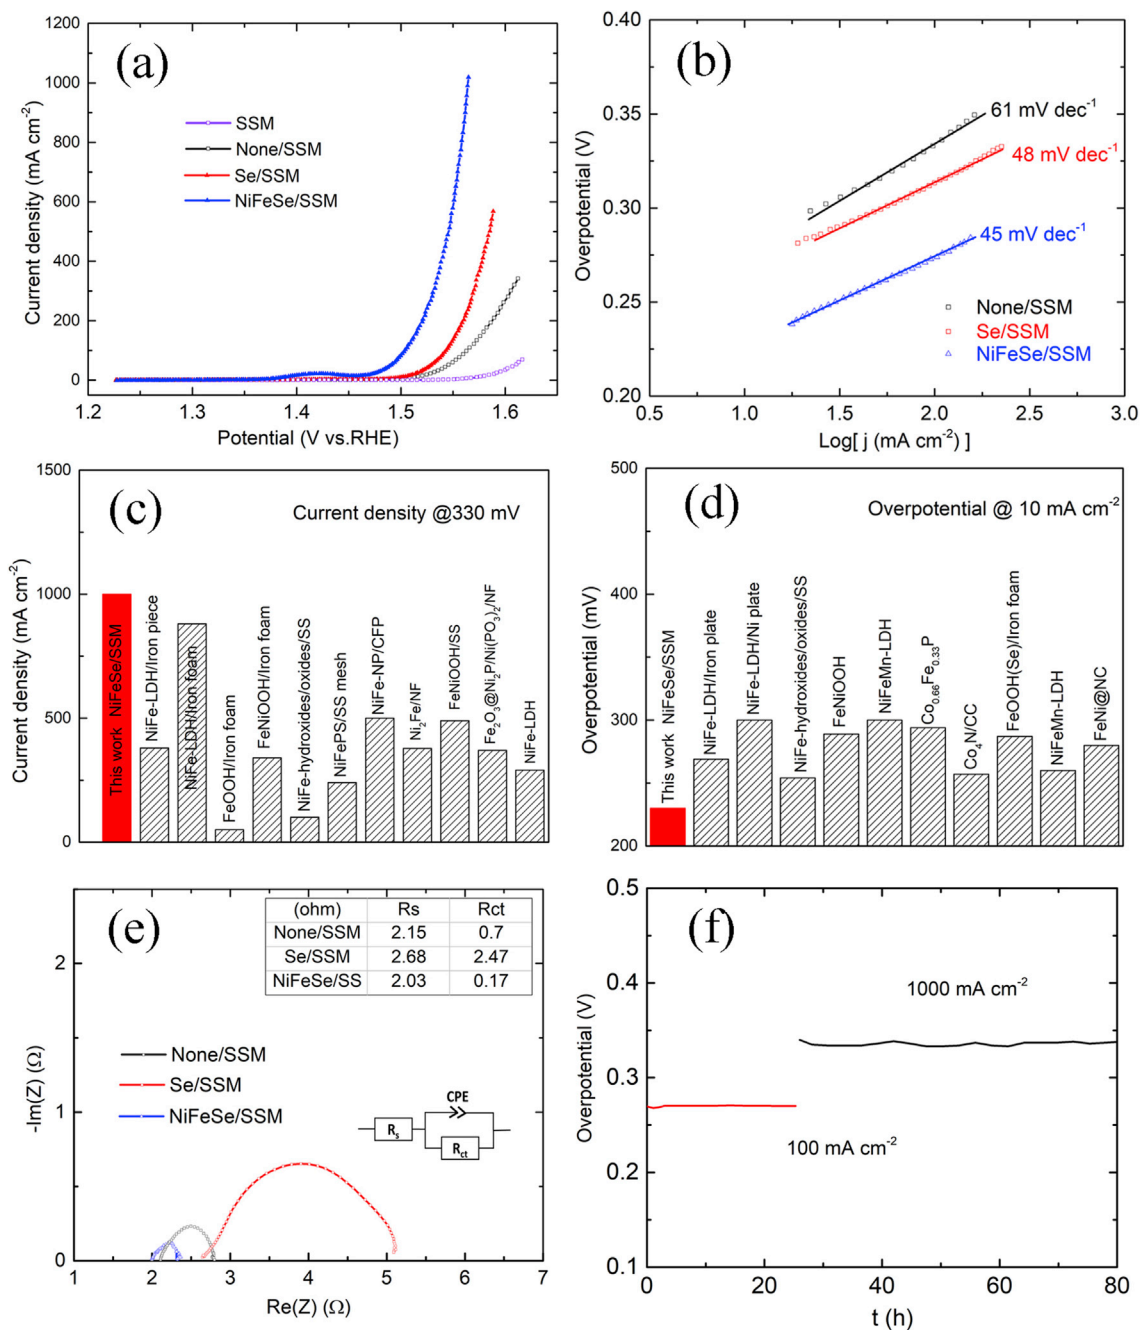 (a)
Current density (mA cm⁻²)
1200
1000
800
600
400
200
0
SSM
None/SSM
Se/SSM
NiFeSe/SSM
1.2 1.3 1.4 1.5 1.6
Potential (V vs.RHE)
(b)
Overpotential (V)
0.40
0.35
0.30
0.25
0.20
61 mV dec⁻¹
48 mV dec⁻¹
45 mV dec⁻¹
None/SSM
Se/SSM
NiFeSe/SSM
0.5 1.0 1.5 2.0 2.5 3.0
Log[ j (mA cm⁻²) ]
(c)
Current density @330 mV
Current density (mA cm⁻²)
1500
1000
500
0
This work NiFeSe/SSM
NiFe-LDH/Iron piece
NiFe-LDH/Iron foam
FeOOH/Iron foam
FeNiOOH/Iron foam
NiFe-hydroxides/oxides/SS
NiFePS/SS mesh
NiFe-NP/CFP
Ni₂Fe/NF
FeNiOOH/SS
Fe₂O₃@Ni₂P/Ni(PO₃)₂/NF
NiFe-LDH
(d)
Overpotential @ 10 mA cm⁻²
Overpotential (mV)
500
400
300
200
This work NiFeSe/SSM
NiFe-LDH/Iron plate
NiFe-LDH/Ni plate
NiFe-hydroxides/oxides/SS
FeNiOOH
NiFeMn-LDH
Co₀.₆₆Fe₀.₃₃P
Co₄N/CC
FeOOH(Se)/Iron foam
NiFeMn-LDH
FeNi@NC
(e)
(ohm) Rs Rct
None/SSM 2.15 0.7
Se/SSM 2.68 2.47
NiFeSe/SS 2.03 0.17
-Im(Z) (Ω)
2
1
0
None/SSM
Se/SSM
NiFeSe/SSM
CPE
Rs
Rct
1 2 3 4 5 6 7
Re(Z) (Ω)
(f)
Overpotential (V)
0.5
0.4
0.3
0.2
0.1
1000 mA cm⁻²
100 mA cm⁻²
0 20 40 60 80
t (h)